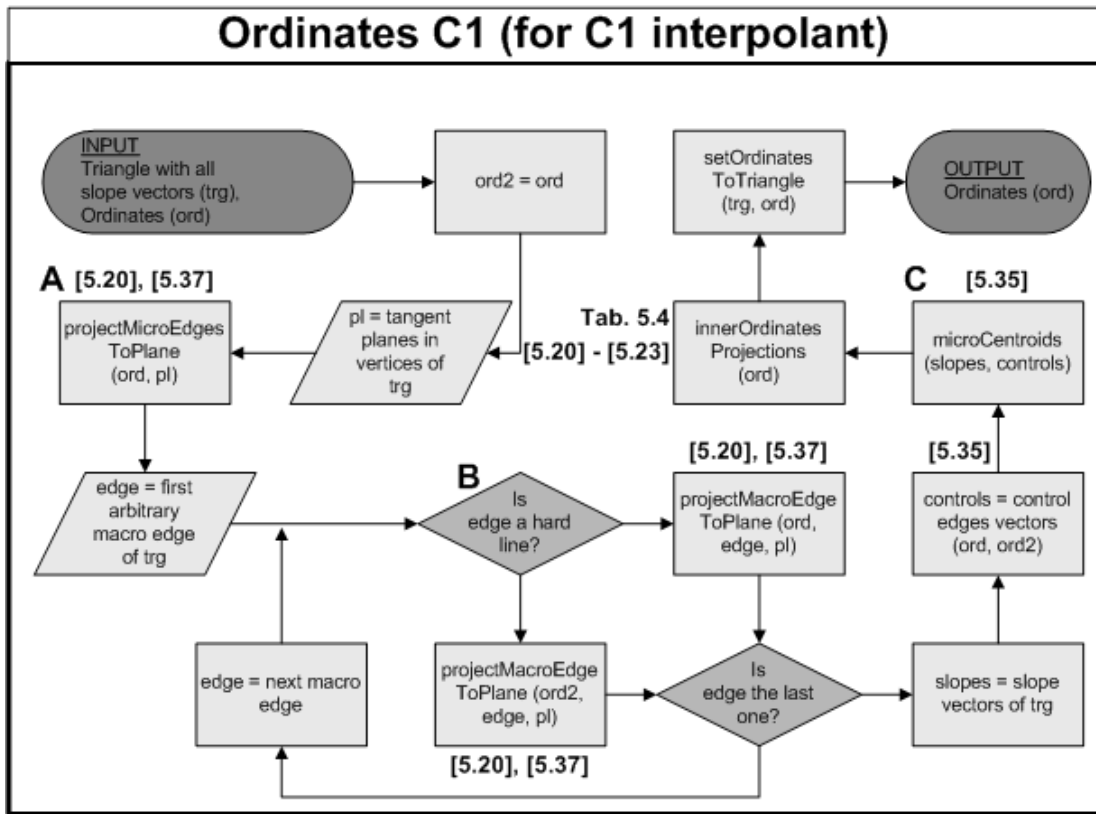 Ordinates C1 (for C1 interpolant)
INPUT
Triangle with all
slope vectors (trg),
Ordinates (ord)
ord2 = ord
setOrdinates
ToTriangle
(trg, ord)
OUTPUT
Ordinates (ord)
A [5.20], [5.37]
projectMicroEdges
ToPlane
(ord, pl)
pl = tangent
planes in
vertices of
trg
Tab. 5.4
[5.20] - [5.23]
innerOrdinates
Projections
(ord)
C [5.35]
microCentroids
(slopes, controls)
edge = first
arbitrary
macro edge
of trg
B
Is
edge a hard
line?
[5.20], [5.37]
projectMacroEdge
ToPlane (ord,
edge, pl)
[5.35]
controls = control
edges vectors
(ord, ord2)
edge = next macro
edge
projectMacroEdge
ToPlane (ord2,
edge, pl)
[5.20], [5.37]
Is
edge the last
one?
slopes = slope
vectors of trg